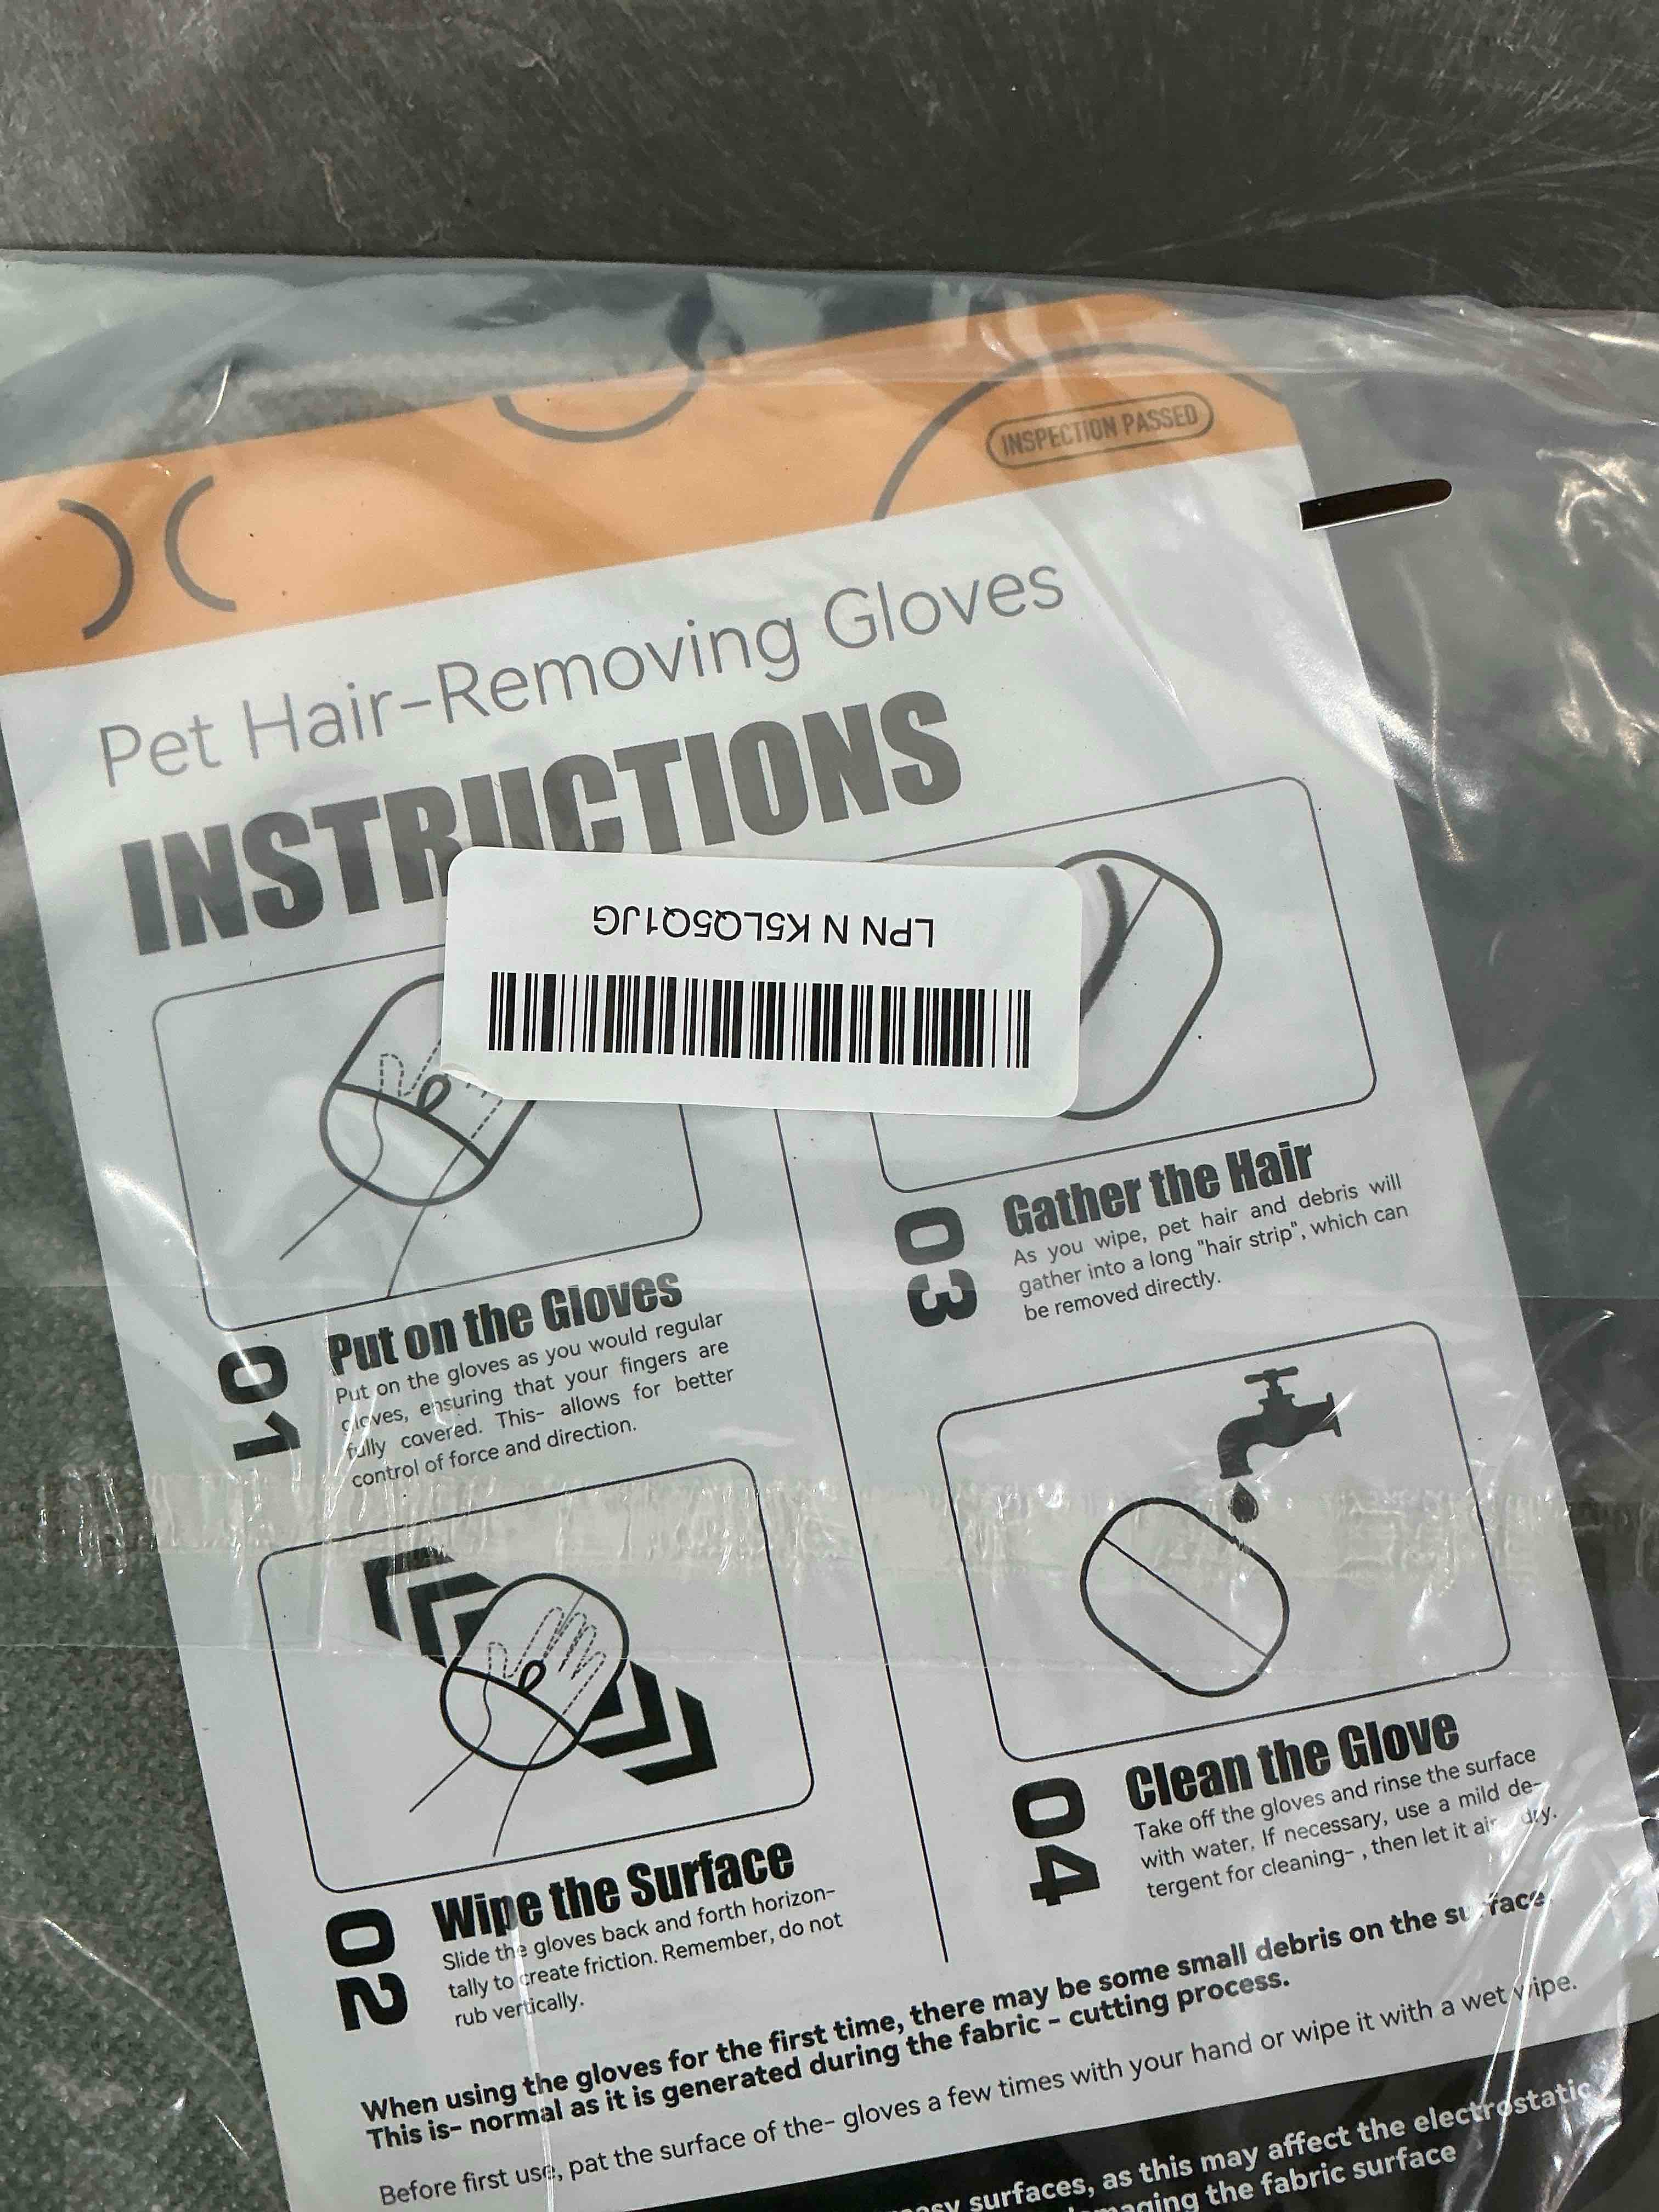 INSPECTION PASSED
Pet Hair-Removing Gloves
INSTRUCTIONS
LPN N K5LQ5Q1JG
01
Put on the Gloves
Put on the gloves as you would regular
gloves, ensuring that your fingers are
fully covered. This- allows for better
control of force and direction.
02
Wipe the Surface
Slide the gloves back and forth horizon-
tally to create friction. Remember, do not
rub vertically.
03
Gather the Hair
As you wipe, pet hair and debris will
gather into a long "hair strip", which can
be removed directly.
04
Clean the Glove
Take off the gloves and rinse the surface
with water. If necessary, use a mild de-
tergent for cleaning- , then let it air dry.
When using the gloves for the first time, there may be some small debris on the surface
This is- normal as it is generated during the fabric - cutting process.
Before first use, pat the surface of the- gloves a few times with your hand or wipe it with a wet wipe.
surfaces, as this may affect the electrostatic
the fabric surface